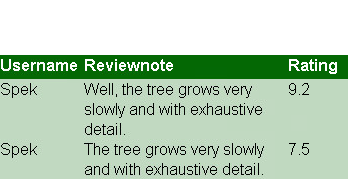 Username Reviewnote Rating
Spek Well, the tree grows very 9.2
slowly and with exhaustive
detail.
Spek The tree grows very slowly 7.5
and with exhaustive detail.